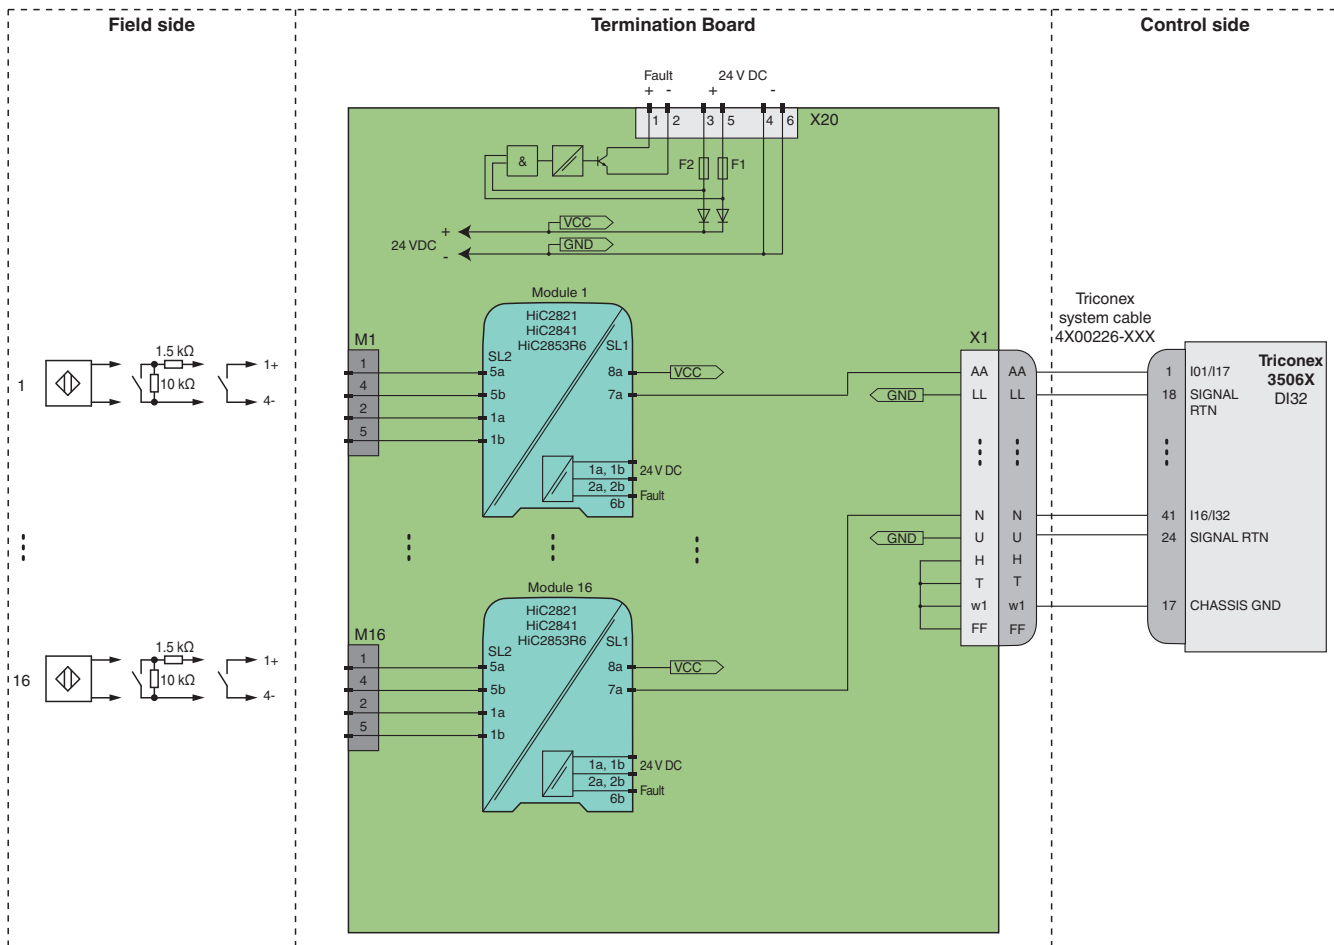 Field side
Termination Board
Control side
Fault
24 V DC
+ - + -
1 2 3 5 4 6 X20
& F2 F1
VCC
+
24 VDC
GND
-
Module 1
HiC2821
HiC2841
HiC2853R6
SL2 SL1
M1
1 5a 8a VCC
4 5b 7a
2 1a
5 1b
1a, 1b 24 V DC
2a, 2b
Fault
6b
1
1.5 kΩ
10 kΩ
1+
4-
Triconex
system cable
4X00226-XXX
X1
AA AA 1 I01/I17
GND LL LL 18 SIGNAL
RTN
Triconex
3506X
DI32
N N 41 I16/I32
GND U U 24 SIGNAL RTN
H H
T T
w1 w1 17 CHASSIS GND
FF FF
Module 16
HiC2821
HiC2841
HiC2853R6
SL2 SL1
M16
1 5a 8a VCC
4 5b 7a
2 1a
5 1b
1a, 1b 24 V DC
2a, 2b
Fault
6b
16
1.5 kΩ
10 kΩ
1+
4-